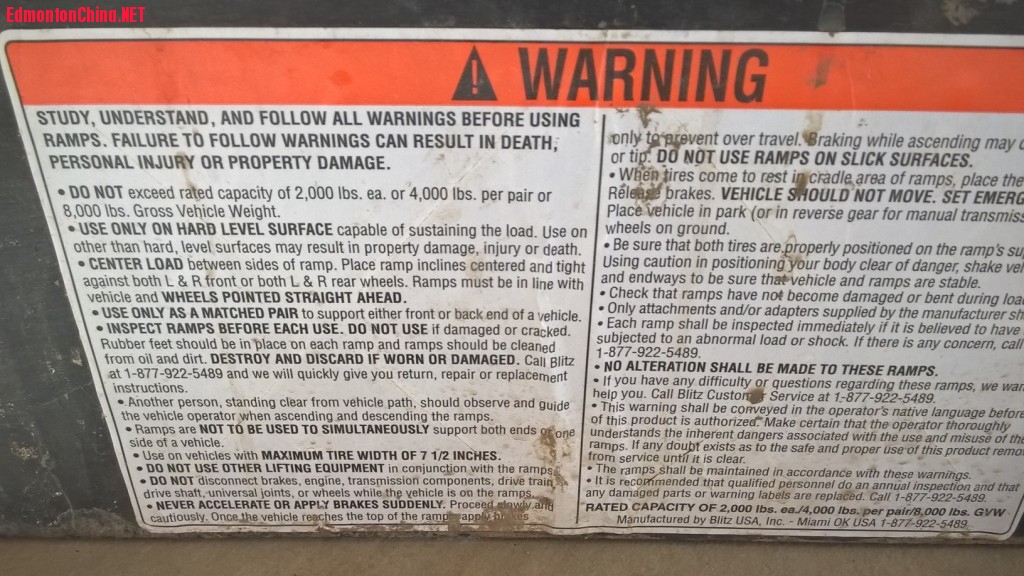 EdmontonChina.NET
WARNING
STUDY, UNDERSTAND, AND FOLLOW ALL WARNINGS BEFORE USING
RAMPS. FAILURE TO FOLLOW WARNINGS CAN RESULT IN DEATH,
PERSONAL INJURY OR PROPERTY DAMAGE.
• DO NOT exceed rated capacity of 2,000 lbs. ea. or 4,000 lbs. per pair or
8,000 lbs. Gross Vehicle Weight.
• USE ONLY ON HARD LEVEL SURFACE capable of sustaining the load. Use on
other than hard, level surfaces may result in property damage, injury or death.
• CENTER LOAD between sides of ramp. Place ramp inclines centered and tight
against both L & R front or both L & R rear wheels. Ramps must be in line with
vehicle and WHEELS POINTED STRAIGHT AHEAD.
• USE ONLY AS A MATCHED PAIR to support either front or back end of a vehicle.
• INSPECT RAMPS BEFORE EACH USE. DO NOT USE if damaged or cracked.
Rubber feet should be in place on each ramp and ramps should be cleaned
from oil and dirt. DESTROY AND DISCARD IF WORN OR DAMAGED. Call Blitz
at 1-877-922-5489 and we will quickly give you return, repair or replacement
instructions.
• Another person, standing clear from vehicle path, should observe and guide
the vehicle operator when ascending and descending the ramps.
• Ramps are NOT TO BE USED TO SIMULTANEOUSLY support both ends of one
side of a vehicle.
• Use on vehicles with MAXIMUM TIRE WIDTH OF 7 1/2 INCHES.
• DO NOT USE OTHER LIFTING EQUIPMENT in conjunction with the ramps.
• DO NOT disconnect brakes, engine, transmission components, drive train,
drive shaft, universal joints, or wheels while the vehicle is on the ramps.
• NEVER ACCELERATE OR APPLY BRAKES SUDDENLY. Proceed slowly and
cautiously. Once the vehicle reaches the top of the ramp apply brakes
only to prevent over travel. Braking while ascending may
or tip. DO NOT USE RAMPS ON SLICK SURFACES.
• When tires come to rest in cradle area of ramps, place the
Release brakes. VEHICLE SHOULD NOT MOVE. SET EMERG
Place vehicle in park (or in reverse gear for manual transmiss
wheels on ground.
• Be sure that both tires are properly positioned on the ramp's su
Using caution in positioning your body clear of danger, shake veh
and endways to be sure that vehicle and ramps are stable.
• Check that ramps have not become damaged or bent during load
• Only attachments and/or adapters supplied by the manufacturer sh
• Each ramp shall be inspected immediately if it is believed to have
subjected to an abnormal load or shock. If there is any concern, call
1-877-922-5489.
• NO ALTERATION SHALL BE MADE TO THESE RAMPS.
• If you have any difficulty or questions regarding these ramps, we wan
help you. Call Blitz Customer Service at 1-877-922-5489.
• This warning shall be conveyed in the operator's native language before
of this product is authorized. Make certain that the operator thoroughly
understands the inherent dangers associated with the use and misuse of the
ramps. If any doubt exists as to the safe and proper use of this product remo
from service until it is clear.
• The ramps shall be maintained in accordance with these warnings.
• It is recommended that qualified personnel do an annual inspection and that
any damaged parts or warning labels are replaced. Call 1-877-922-5489.
RATED CAPACITY OF 2,000 lbs. ea./4,000 lbs. per pair/8,000 lbs. GVW
Manufactured by Blitz USA, Inc. - Miami OK USA 1-877-922-5489